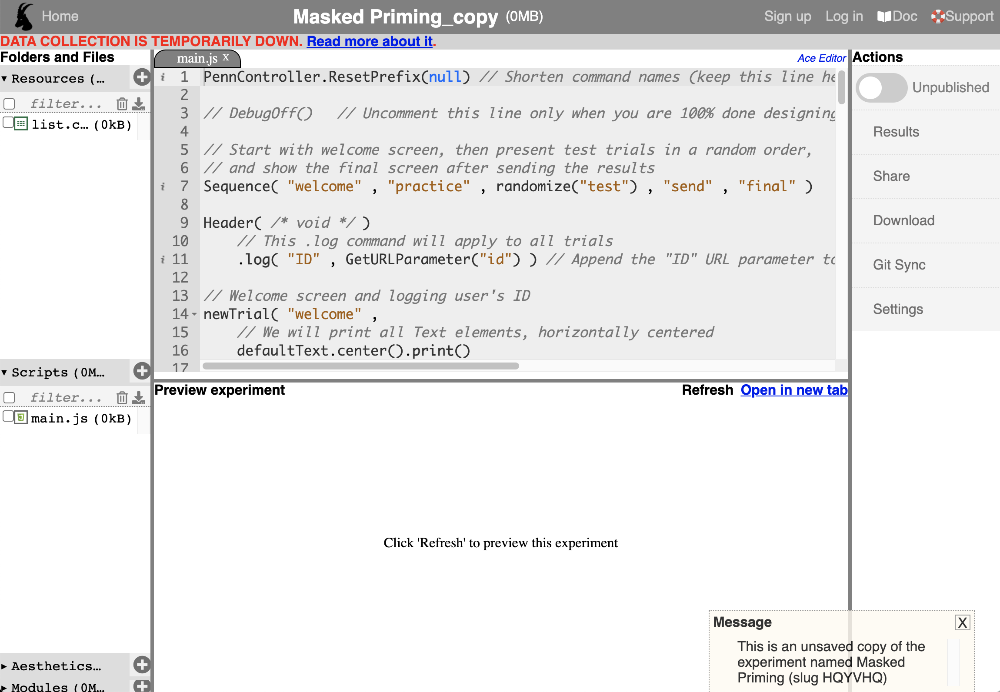 Home
Masked Priming_copy (0MB)
Sign up Log in Doc Support
DATA COLLECTION IS TEMPORARILY DOWN. Read more about it.
Folders and Files
Resources (…
filter...
list.c… (0kB)
Scripts (0M…
filter...
main.js (0kB)
Aesthetics…
Modules (0M…
main.js x
Ace Editor
1 PennController.ResetPrefix(null) // Shorten command names (keep this line he
2
3 // DebugOff()   // Uncomment this line only when you are 100% done designing
4
5 // Start with welcome screen, then present test trials in a random order,
6 // and show the final screen after sending the results
7 Sequence( "welcome" , "practice" , randomize("test") , "send" , "final" )
8
9 Header( /* void */ )
10     // This .log command will apply to all trials
11     .log( "ID" , GetURLParameter("id") ) // Append the "ID" URL parameter to
12
13 // Welcome screen and logging user's ID
14 newTrial( "welcome" ,
15     // We will print all Text elements, horizontally centered
16     defaultText.center().print()
17
Preview experiment
Refresh Open in new tab
Click 'Refresh' to preview this experiment
Actions
Unpublished
Results
Share
Download
Git Sync
Settings
Message
X
This is an unsaved copy of the
experiment named Masked
Priming (slug HQYVHQ)